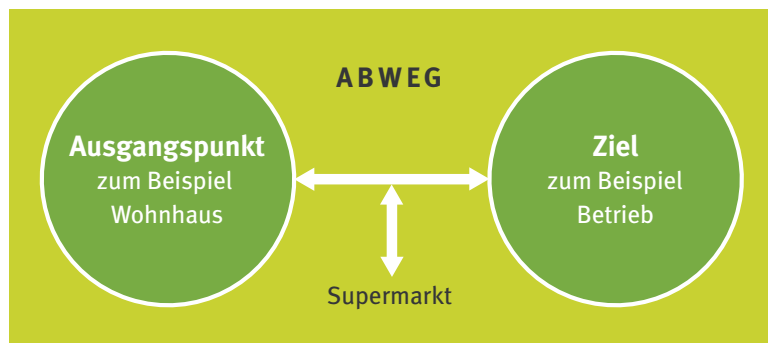 ABWEG
Ausgangspunkt
zum Beispiel
Wohnhaus
Ziel
zum Beispiel
Betrieb
Supermarkt